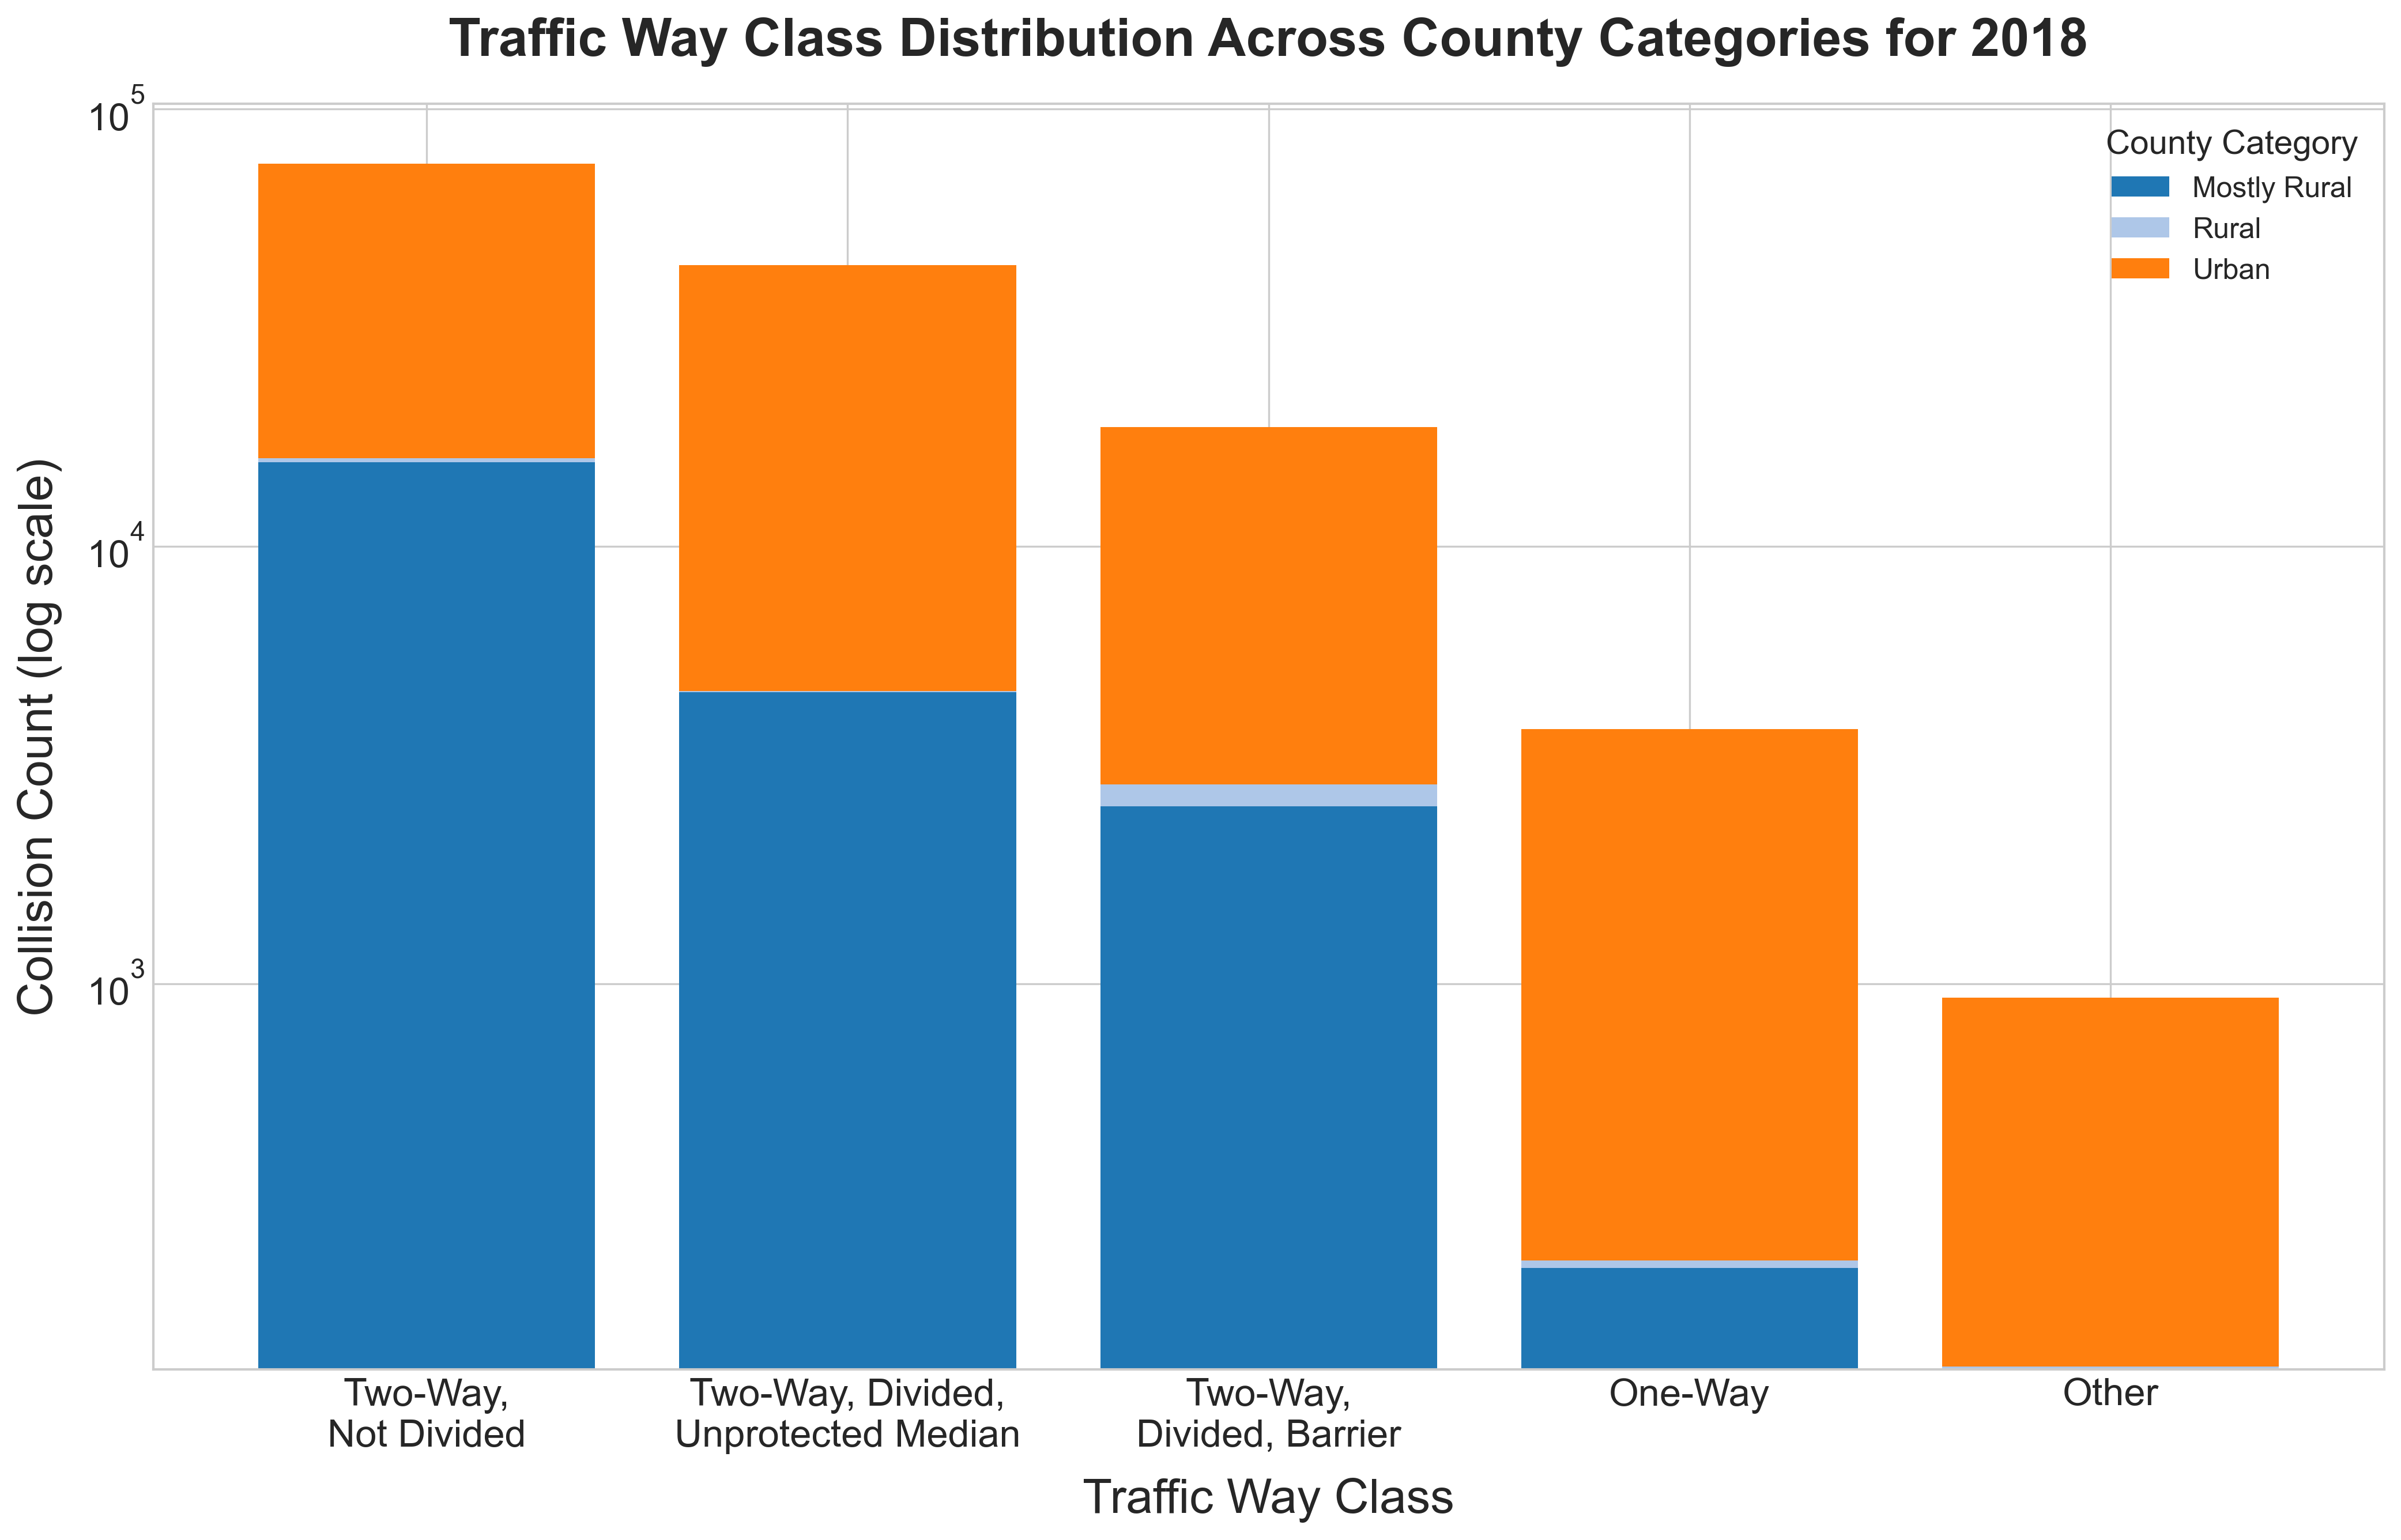 Traffic Way Class Distribution Across County Categories for 2018
10^5
10^4
10^3
Collision Count (log scale)
County Category
Mostly Rural
Rural
Urban
Two-Way,
Not Divided
Two-Way, Divided,
Unprotected Median
Two-Way,
Divided, Barrier
One-Way
Other
Traffic Way Class